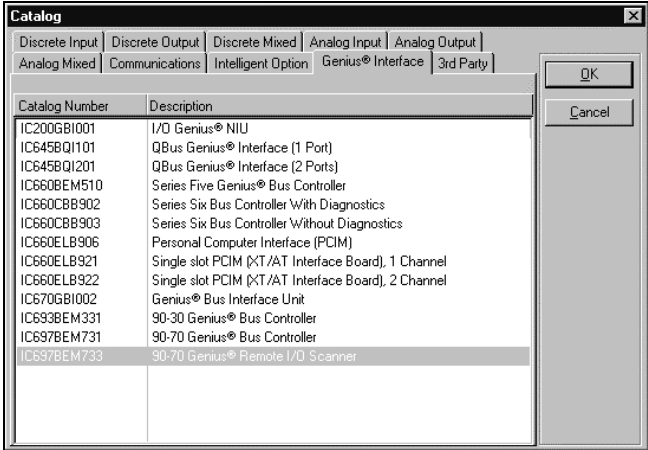 Catalog
Discrete Input Discrete Output Discrete Mixed Analog Input Analog Output
Analog Mixed Communications Intelligent Option Genius® Interface 3rd Party
OK
Cancel
Catalog Number Description
IC200GBI001 I/O Genius® NIU
IC645BQI101 QBus Genius® Interface (1 Port)
IC645BQI201 QBus Genius® Interface (2 Ports)
IC660BEM510 Series Five Genius® Bus Controller
IC660CBB902 Series Six Bus Controller With Diagnostics
IC660CBB903 Series Six Bus Controller Without Diagnostics
IC660ELB906 Personal Computer Interface (PCIM)
IC660ELB921 Single slot PCIM (XT/AT Interface Board), 1 Channel
IC660ELB922 Single slot PCIM (XT/AT Interface Board), 2 Channel
IC670GBI002 Genius® Bus Interface Unit
IC693BEM331 90-30 Genius® Bus Controller
IC697BEM731 90-70 Genius® Bus Controller
IC697BEM733 90-70 Genius® Remote I/O Scanner